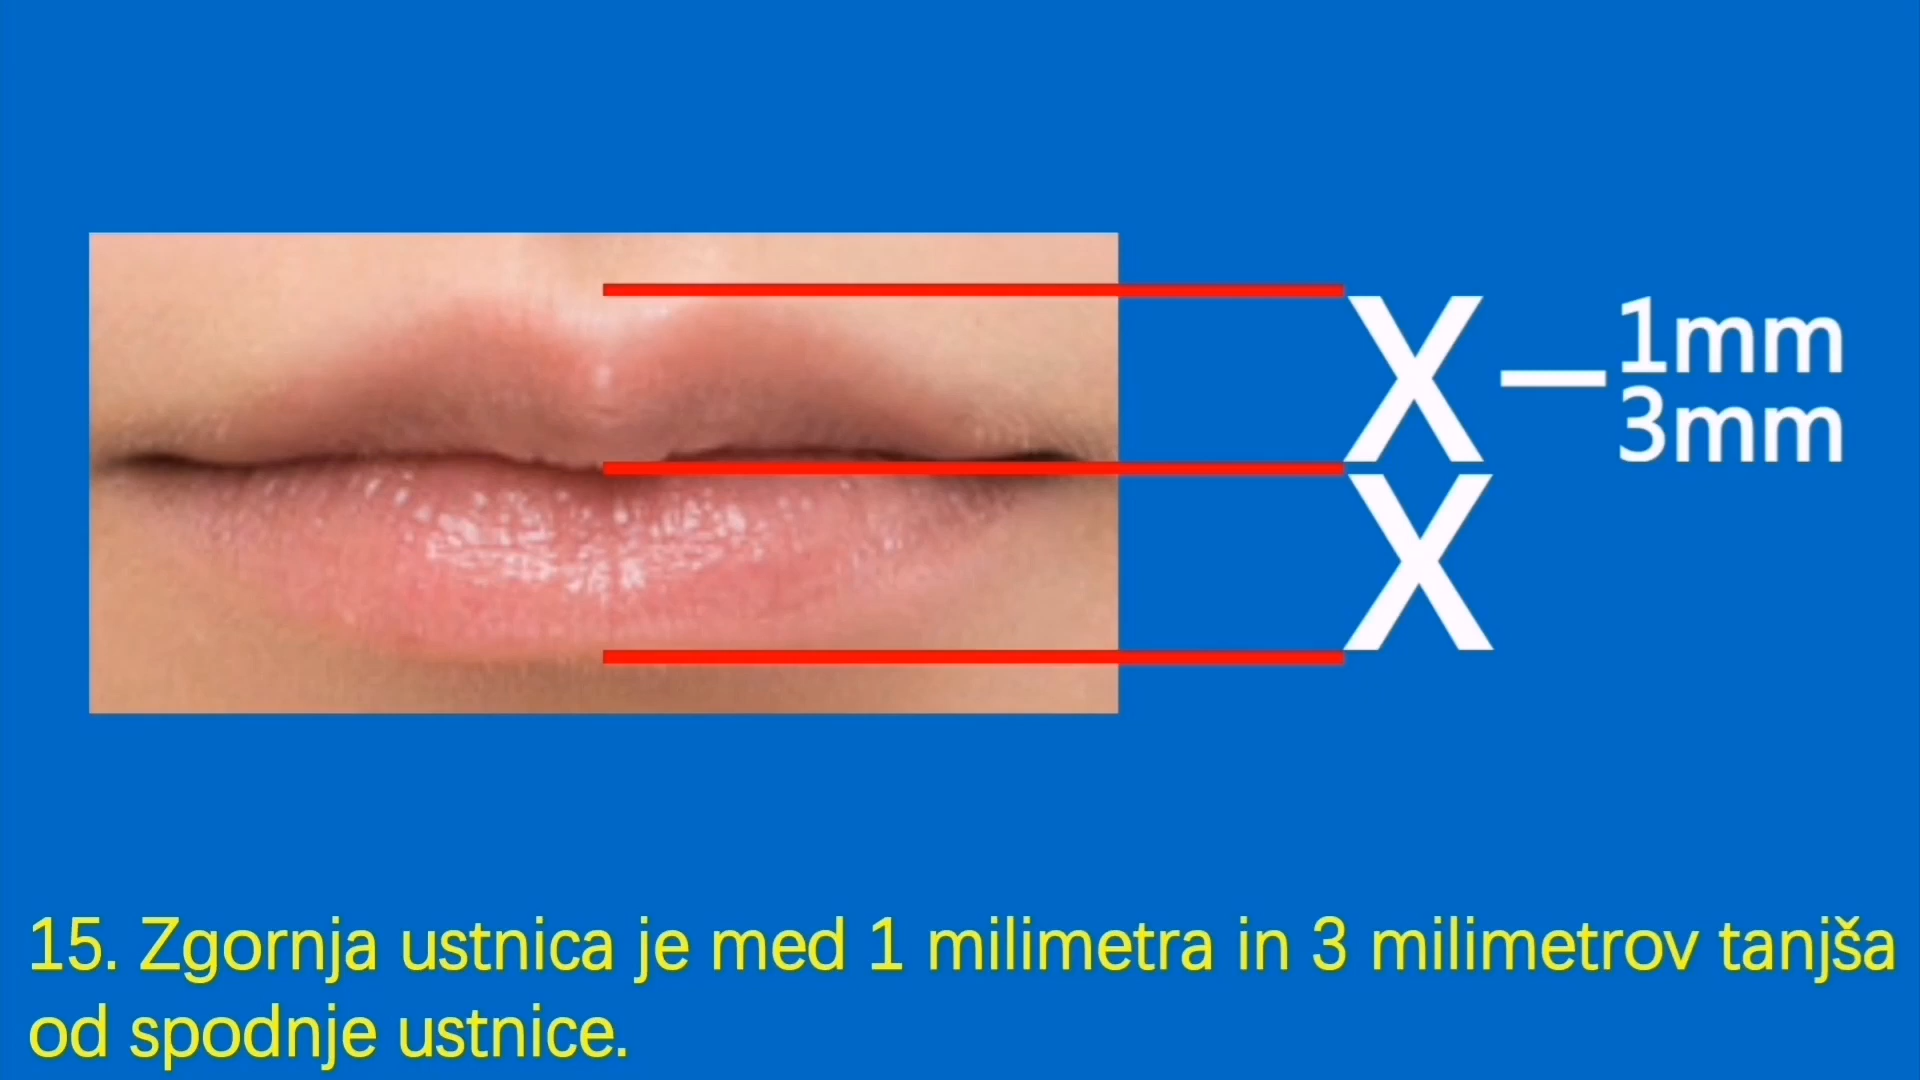 X — 1mm
3mm
X
15. Zgornja ustnica je med 1 milimetra in 3 milimetrov tanjša
od spodnje ustnice.